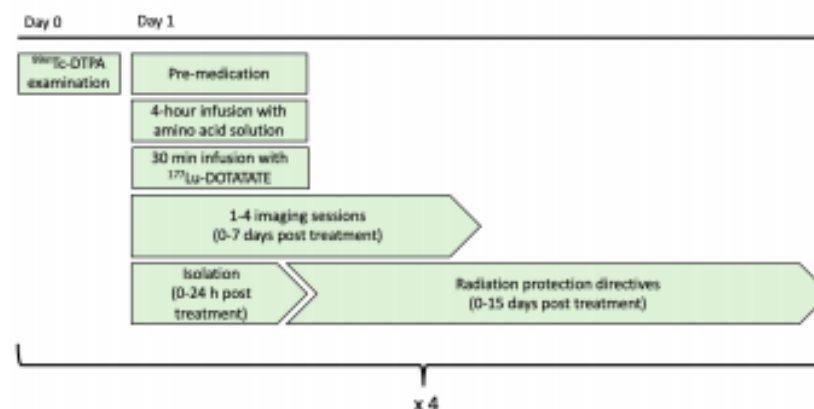 Day 0
Day 1
⁹⁹ᵐTc-DTPA
examination
Pre-medication
4-hour infusion with
amino acid solution
30 min infusion with
¹⁷⁷Lu-DOTATATE
1-4 imaging sessions
(0-7 days post treatment)
Isolation
(0-24 h post
treatment)
Radiation protection directives
(0-15 days post treatment)
x 4